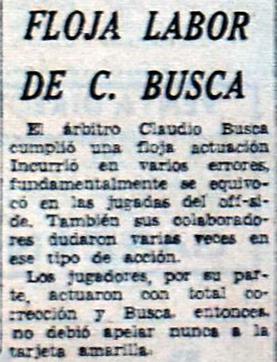 FLOJA LABOR
DE C. BUSCA
El árbitro Claudio Busca
cumplió una floja actuación
Incurrió en varios errores,
fundamentalmente se equivo-
có en las jugadas del off-si-
de. También sus colaborado-
res dudaron varias veces en
ese tipo de acción.
Los jugadores, por su par-
te, actuaron con total co-
rrección y Busca, entonces,
no debió apelar nunca a la
tarjeta amarilla.